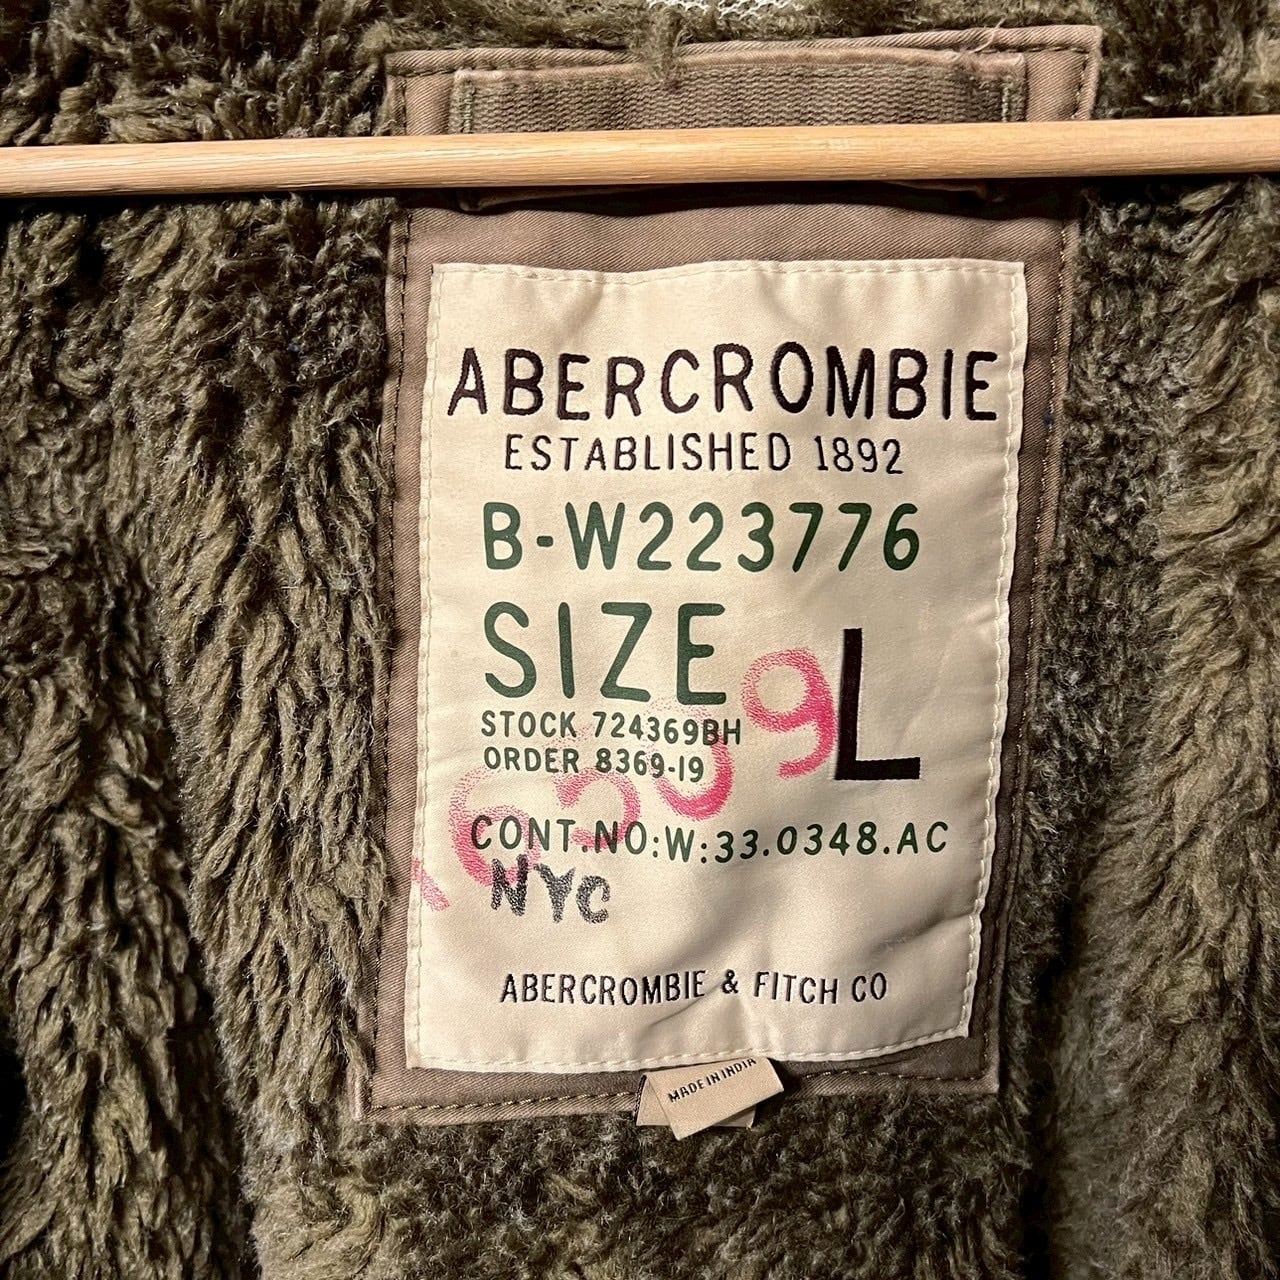 ABERCROMBIE
ESTABLISHED 1892
B-W223776
SIZE L
STOCK 724369BH
ORDER 8369-19
CONT.NO:W:33.0348.AC
NYC
ABERCROMBIE & FITCH CO
MADE IN INDIA